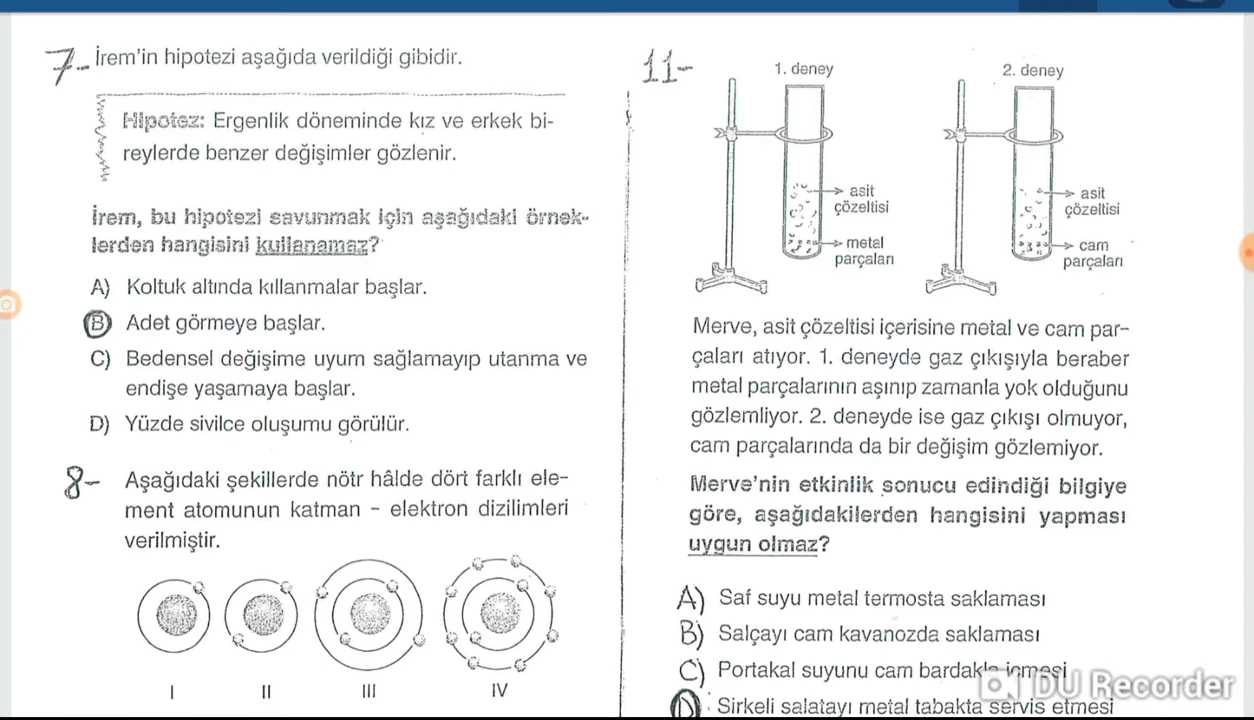 7- İrem'in hipotezi aşağıda verildiği gibidir.
Hipotez: Ergenlik döneminde kız ve erkek bi-
reylerde benzer değişimler gözlenir.
İrem, bu hipotezi savunmak için aşağıdaki örnek-
lerden hangisini kullanamaz?
A) Koltuk altında kıllanmalar başlar.
B) Adet görmeye başlar.
C) Bedensel değişime uyum sağlamayıp utanma ve
endişe yaşamaya başlar.
D) Yüzde sivilce oluşumu görülür.
8- Aşağıdaki şekillerde nötr hâlde dört farklı ele-
ment atomunun katman - elektron dizilimleri
verilmiştir.
I II III IV
11-
1. deney 2. deney
asit
çözeltisi
metal
parçaları
asit
çözeltisi
cam
parçaları
Merve, asit çözeltisi içerisine metal ve cam par-
çaları atıyor. 1. deneyde gaz çıkışıyla beraber
metal parçalarının aşınıp zamanla yok olduğunu
gözlemliyor. 2. deneyde ise gaz çıkışı olmuyor,
cam parçalarında da bir değişim gözlemiyor.
Merve'nin etkinlik sonucu edindiği bilgiye
göre, aşağıdakilerden hangisini yapması
uygun olmaz?
A) Saf suyu metal termosta saklaması
B) Salçayı cam kavanozda saklaması
C) Portakal suyunu cam bardakla içmesi
D) Sirkeli salatayı metal tabakta servis etmesi
DU Recorder